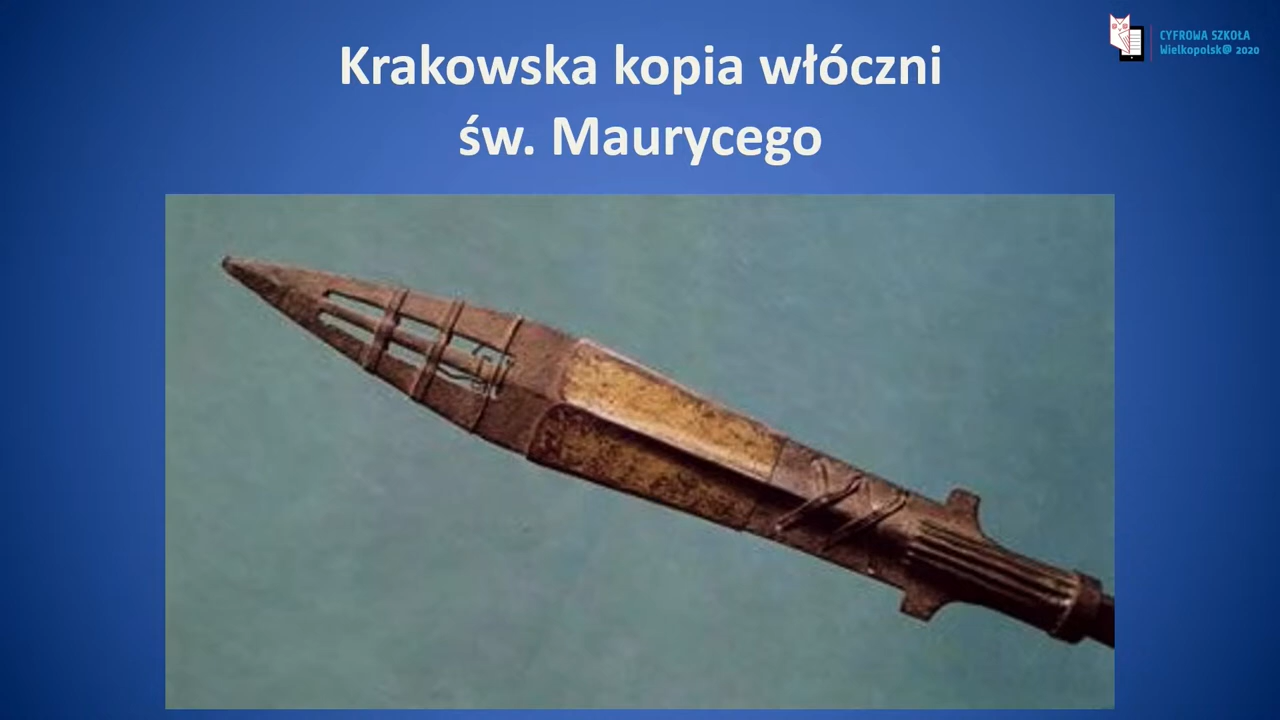 Krakowska kopia włóczni
św. Maurycego
CYFROWA SZKOŁA
Wielkopolsk@ 2020